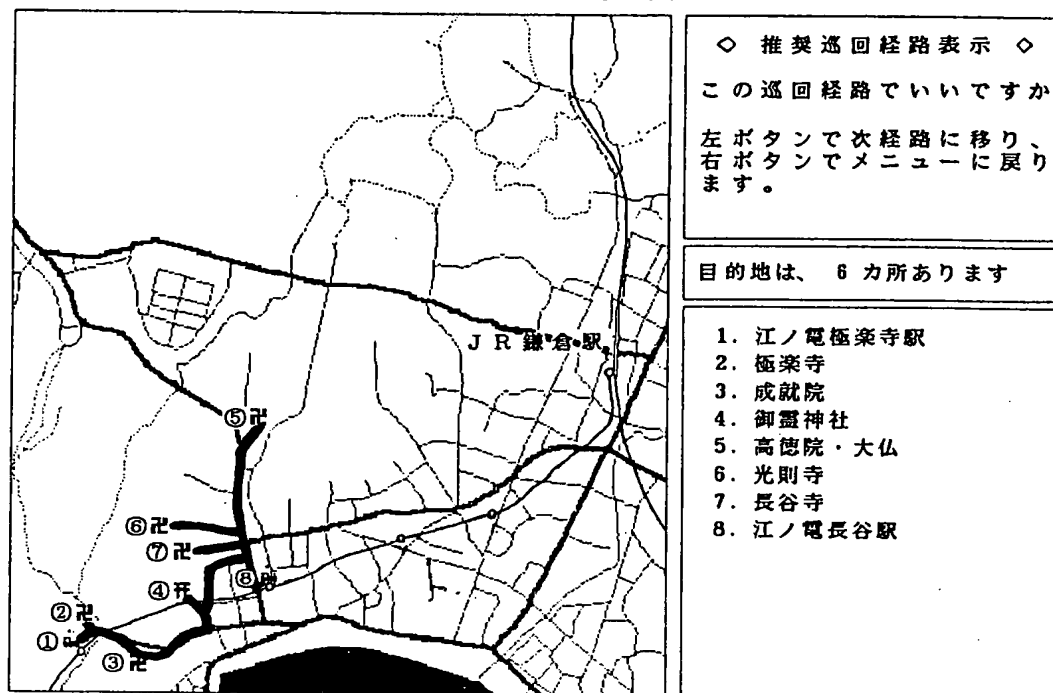 ◇ 推奨巡回経路表示 ◇
この巡回経路でいいですか
左ボタンで次経路に移り、
右ボタンでメニューに戻り
ます。
目的地は、 6 カ所あります
1. 江ノ電極楽寺駅
2. 極楽寺
3. 成就院
4. 御霊神社
5. 高徳院・大仏
6. 光則寺
7. 長谷寺
8. 江ノ電長谷駅
JR鎌倉駅
⑤卍
⑥卍
⑦卍
⑧
④
②卍
①
③卍